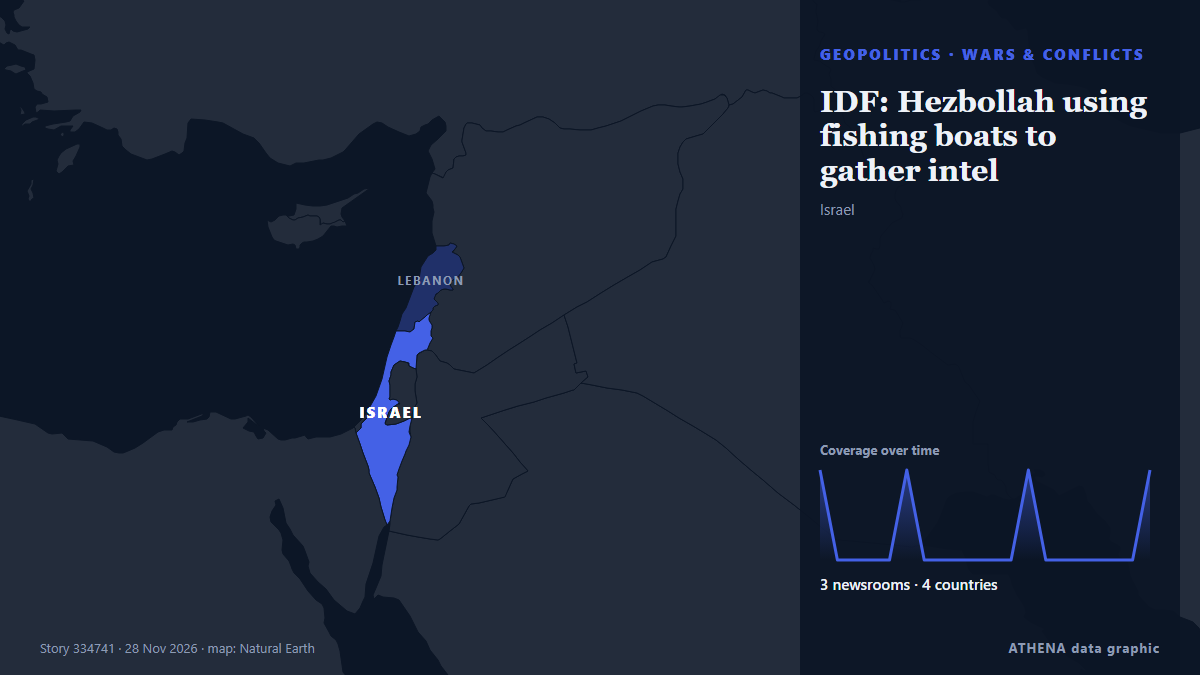 GEOPOLITICS · WARS & CONFLICTS
IDF: Hezbollah using
fishing boats to
gather intel
Israel
LEBANON
ISRAEL
Coverage over time
3 newsrooms · 4 countries
Story 334741 · 28 Nov 2026 · map: Natural Earth
ATHENA data graphic